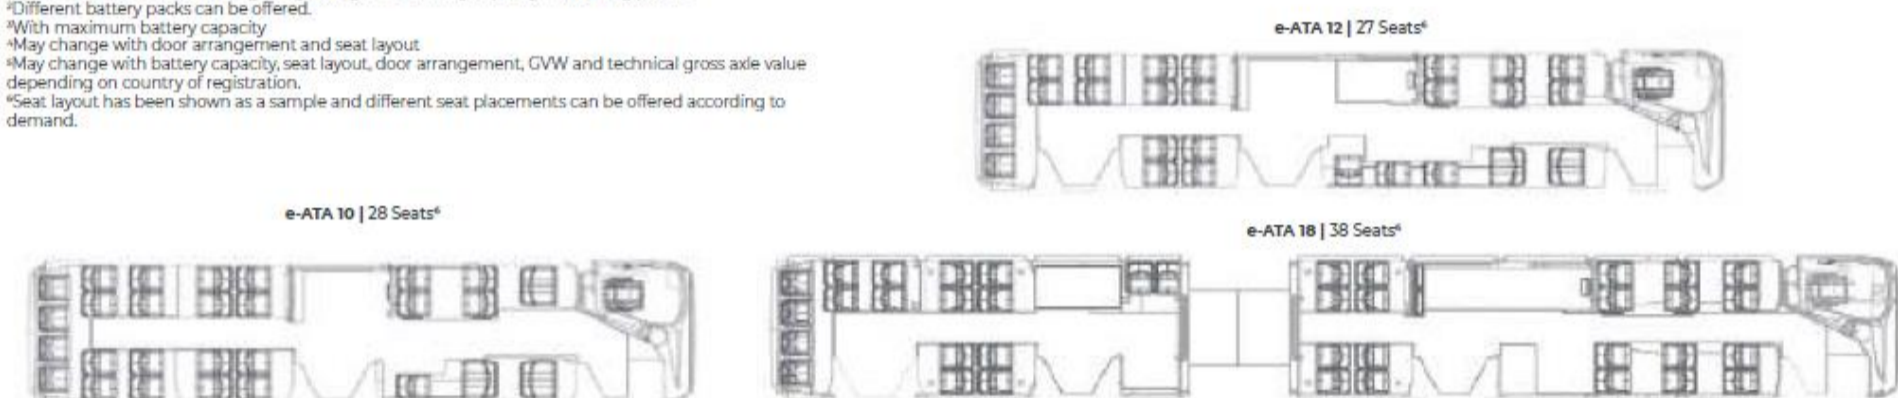 ²Different battery packs can be offered.
³With maximum battery capacity
⁴May change with door arrangement and seat layout
⁵May change with battery capacity, seat layout, door arrangement, GVW and technical gross axle value
depending on country of registration.
⁶Seat layout has been shown as a sample and different seat placements can be offered according to
demand.
e-ATA 12 | 27 Seats⁶
e-ATA 10 | 28 Seats⁶
e-ATA 18 | 38 Seats⁶